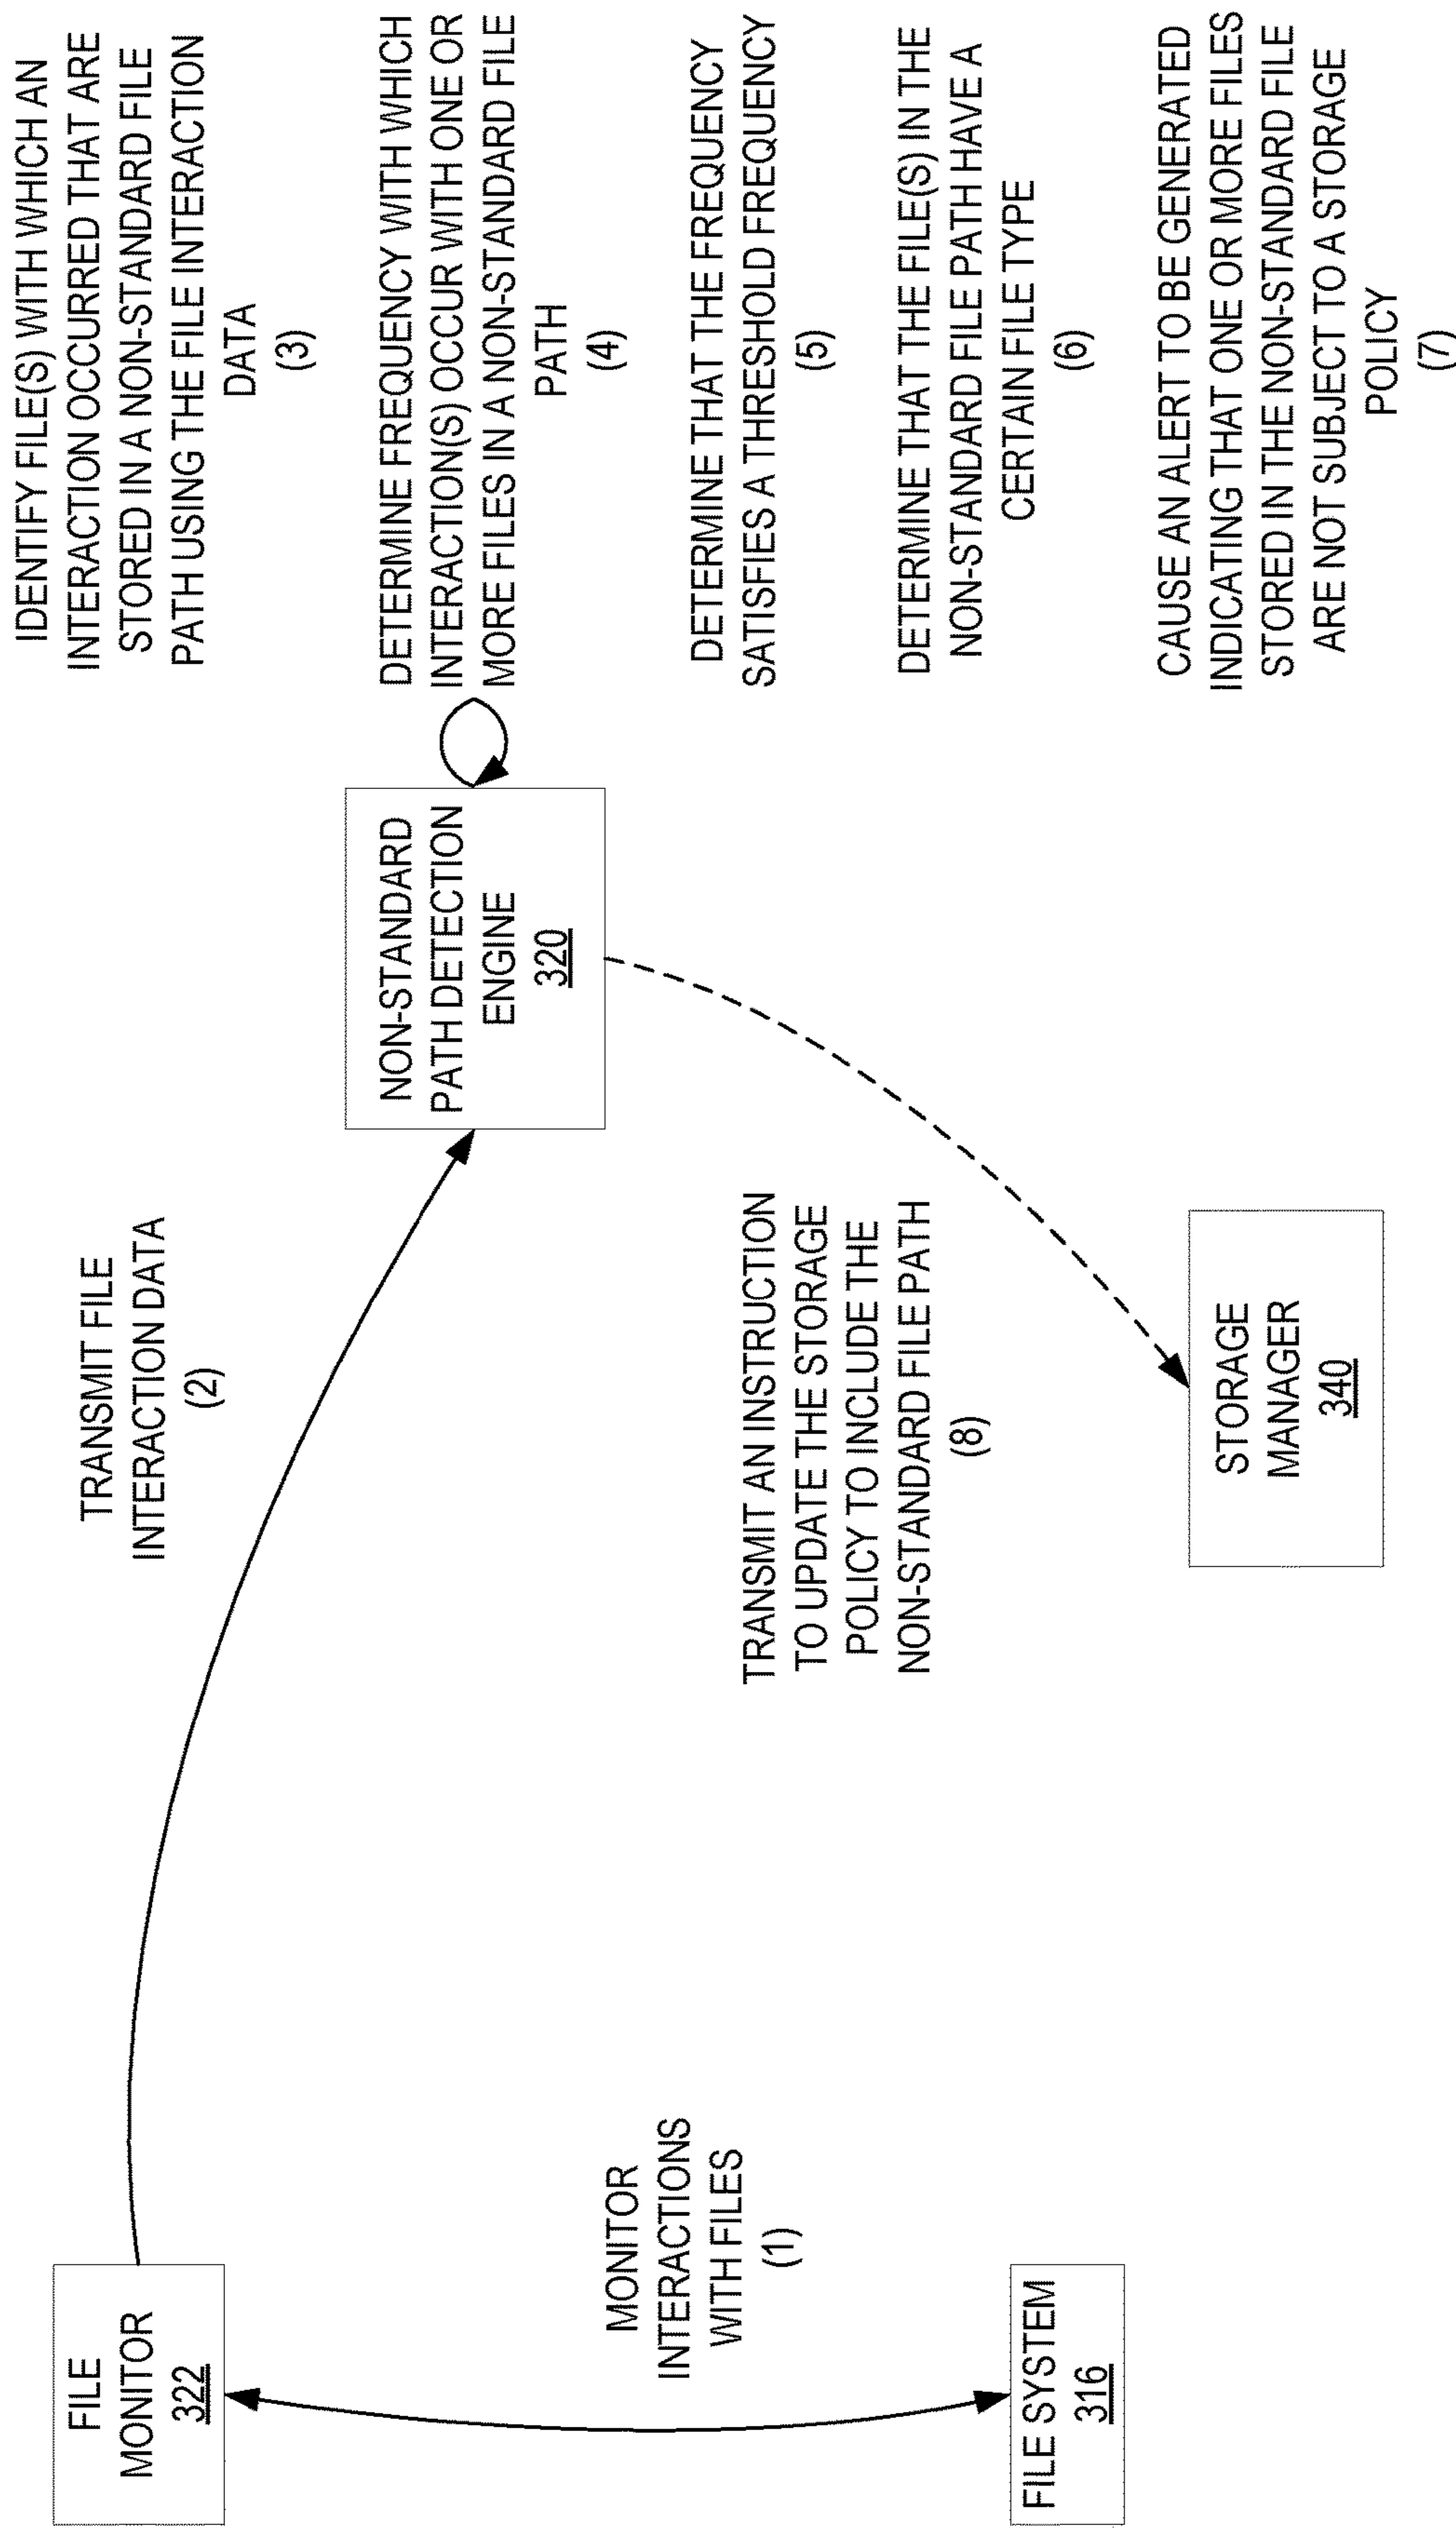 FILE
MONITOR
322
MONITOR
INTERACTIONS
WITH FILES
(1)
FILE SYSTEM
316
TRANSMIT FILE
INTERACTION DATA
(2)
NON-STANDARD
PATH DETECTION
ENGINE
320
TRANSMIT AN INSTRUCTION
TO UPDATE THE STORAGE
POLICY TO INCLUDE THE
NON-STANDARD FILE PATH
(8)
STORAGE
MANAGER
340
IDENTIFY FILE(S) WITH WHICH AN
INTERACTION OCCURRED THAT ARE
STORED IN A NON-STANDARD FILE
PATH USING THE FILE INTERACTION
DATA
(3)
DETERMINE FREQUENCY WITH WHICH
INTERACTION(S) OCCUR WITH ONE OR
MORE FILES IN A NON-STANDARD FILE
PATH
(4)
DETERMINE THAT THE FREQUENCY
SATISFIES A THRESHOLD FREQUENCY
(5)
DETERMINE THAT THE FILE(S) IN THE
NON-STANDARD FILE PATH HAVE A
CERTAIN FILE TYPE
(6)
CAUSE AN ALERT TO BE GENERATED
INDICATING THAT ONE OR MORE FILES
STORED IN THE NON-STANDARD FILE
ARE NOT SUBJECT TO A STORAGE
POLICY
(7)